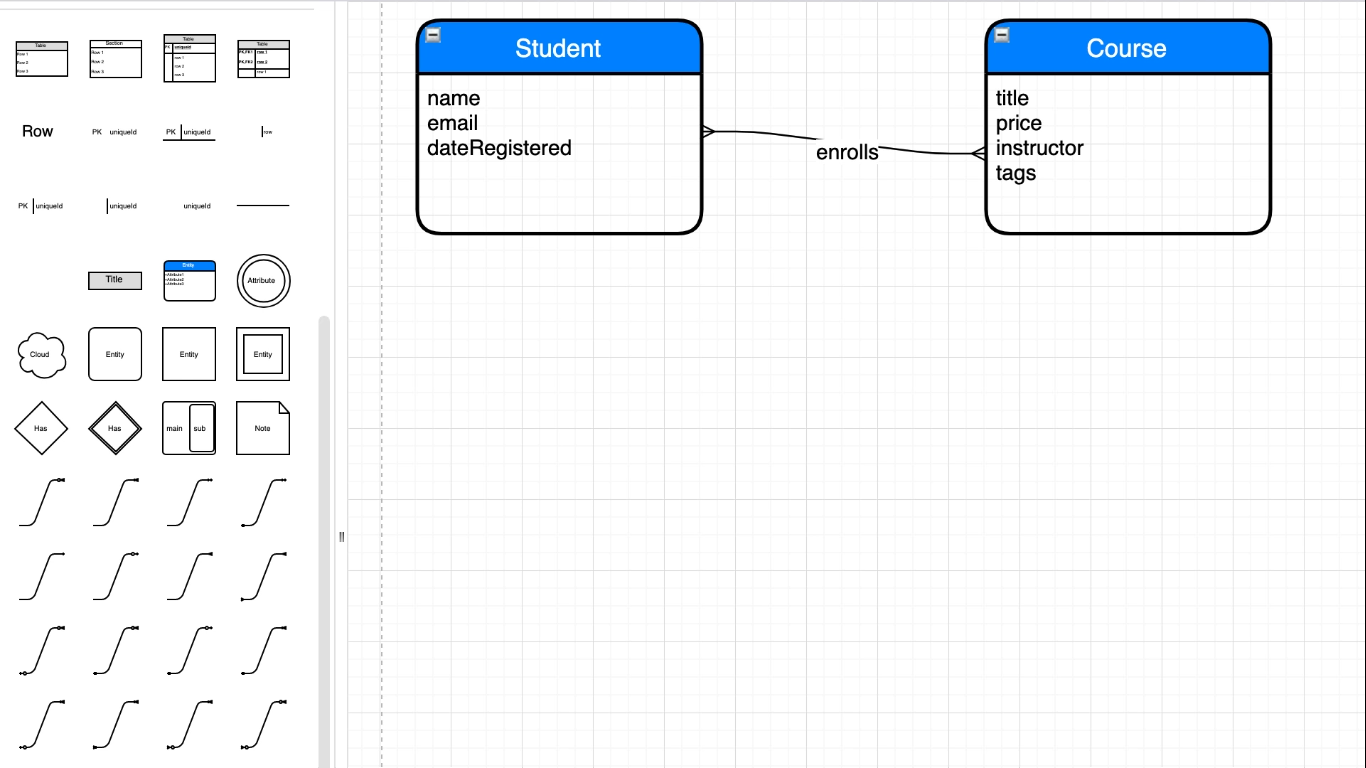 Table
Row 1
Row 2
Row 3
Section
Row 1
Row 2
Row 3
Table
PK uniqueId
row 1
row 2
row 3
Table
PK,FK1 row 1
PK,FK2 row 2
row 1
Row
PK uniqueId
PK uniqueId
row
PK uniqueId
uniqueId
uniqueId
Title
Entity
+Attribute1
+Attribute2
+Attribute3
Attribute
Cloud
Entity
Entity
Entity
Has
Has
main sub
Note
Student
name
email
dateRegistered
enrolls
Course
title
price
instructor
tags